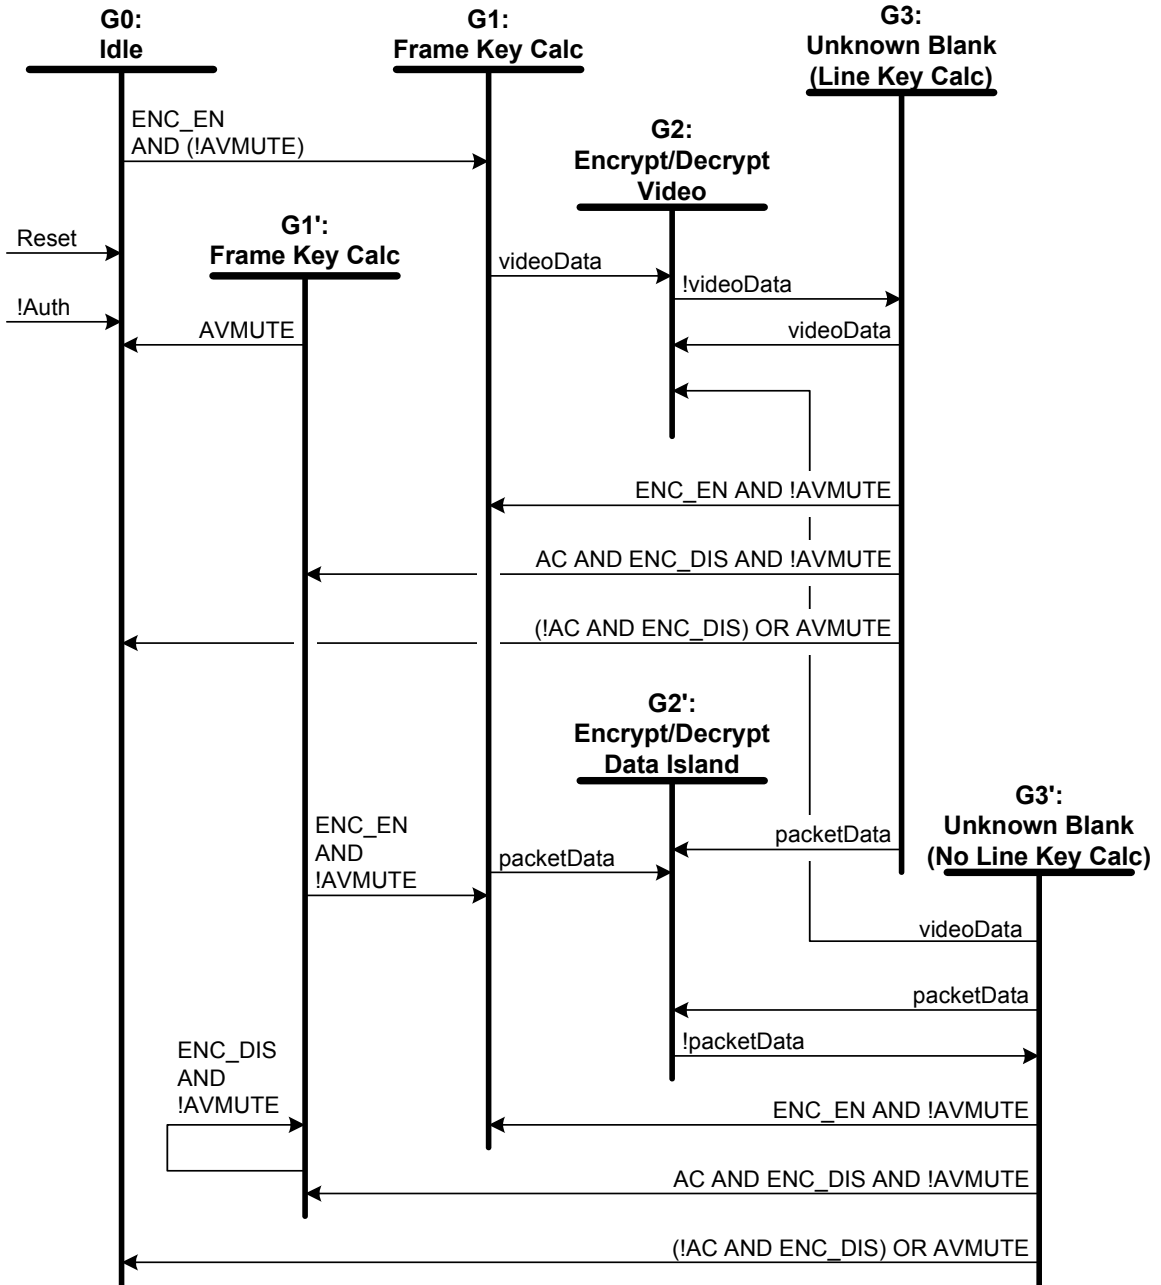 G0:
Idle
G1:
Frame Key Calc
G3:
Unknown Blank
(Line Key Calc)
ENC_EN
AND (!AVMUTE)
G2:
Encrypt/Decrypt
Video
Reset
G1':
Frame Key Calc
videoData
!videoData
!Auth
AVMUTE
videoData
ENC_EN AND !AVMUTE
AC AND ENC_DIS AND !AVMUTE
(!AC AND ENC_DIS) OR AVMUTE
G2':
Encrypt/Decrypt
Data Island
G3':
Unknown Blank
(No Line Key Calc)
ENC_EN
AND
!AVMUTE
packetData
packetData
videoData
packetData
!packetData
ENC_DIS
AND
!AVMUTE
ENC_EN AND !AVMUTE
AC AND ENC_DIS AND !AVMUTE
(!AC AND ENC_DIS) OR AVMUTE